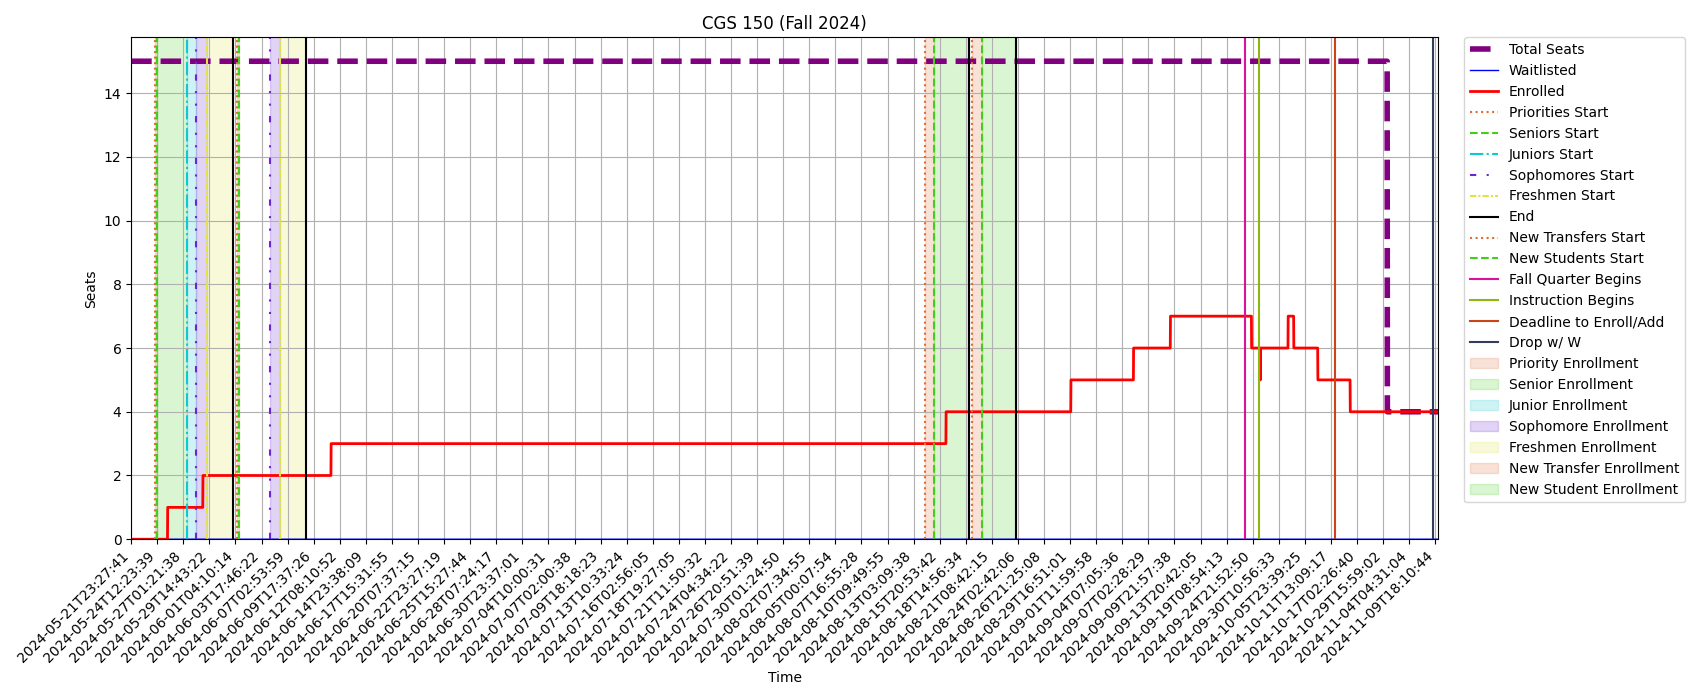 CGS 150 (Fall 2024)
Seats
14
12
10
8
6
4
2
0
2024-05-21T23:27:41
2024-05-24T12:23:39
2024-05-27T01:21:38
2024-05-29T14:43:22
2024-06-01T04:10:14
2024-06-03T17:46:22
2024-06-07T02:53:59
2024-06-09T17:37:26
2024-06-12T08:10:52
2024-06-14T23:38:09
2024-06-17T15:31:55
2024-06-20T07:37:15
2024-06-22T23:27:19
2024-06-25T15:27:44
2024-06-28T07:24:17
2024-06-30T23:37:01
2024-07-04T10:00:31
2024-07-07T02:00:38
2024-07-09T18:18:23
2024-07-13T10:33:24
2024-07-16T02:56:05
2024-07-18T19:27:05
2024-07-21T11:50:32
2024-07-24T04:34:22
2024-07-26T20:51:39
2024-07-30T01:24:50
2024-08-02T07:34:55
2024-08-05T00:07:54
2024-08-07T16:55:28
2024-08-10T09:49:55
2024-08-13T03:09:38
2024-08-15T20:53:42
2024-08-18T14:56:34
2024-08-21T08:42:15
2024-08-24T02:42:06
2024-08-26T21:25:08
2024-08-29T16:51:01
2024-09-01T11:59:58
2024-09-04T07:05:36
2024-09-07T02:28:29
2024-09-09T21:57:38
2024-09-13T20:42:05
2024-09-19T08:54:13
2024-09-24T21:52:50
2024-09-30T10:56:33
2024-10-05T23:39:25
2024-10-11T13:09:17
2024-10-17T02:26:40
2024-10-29T15:59:02
2024-11-04T04:31:04
2024-11-09T18:10:44
Time
Total Seats
Waitlisted
Enrolled
Priorities Start
Seniors Start
Juniors Start
Sophomores Start
Freshmen Start
End
New Transfers Start
New Students Start
Fall Quarter Begins
Instruction Begins
Deadline to Enroll/Add
Drop w/ W
Priority Enrollment
Senior Enrollment
Junior Enrollment
Sophomore Enrollment
Freshmen Enrollment
New Transfer Enrollment
New Student Enrollment